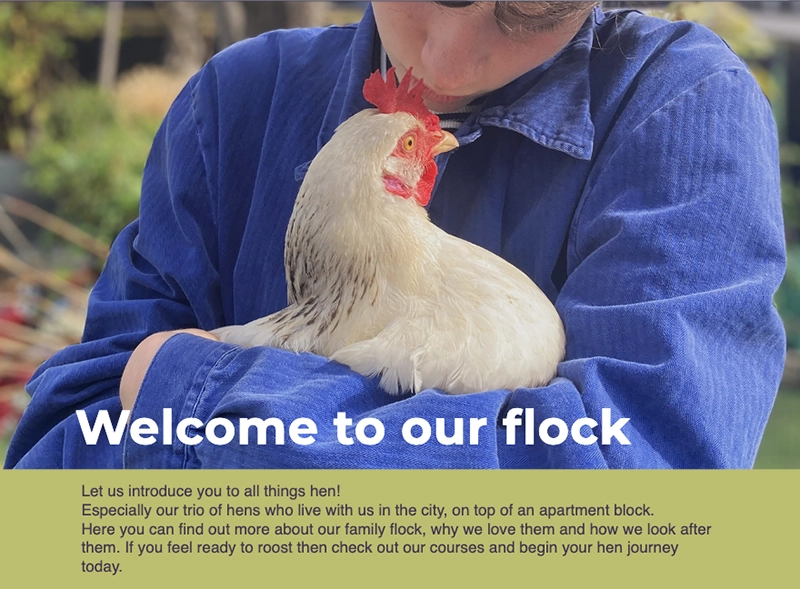 Welcome to our flock
Let us introduce you to all things hen!
Especially our trio of hens who live with us in the city, on top of an apartment block.
Here you can find out more about our family flock, why we love them and how we look after
them. If you feel ready to roost then check out our courses and begin your hen journey
today.